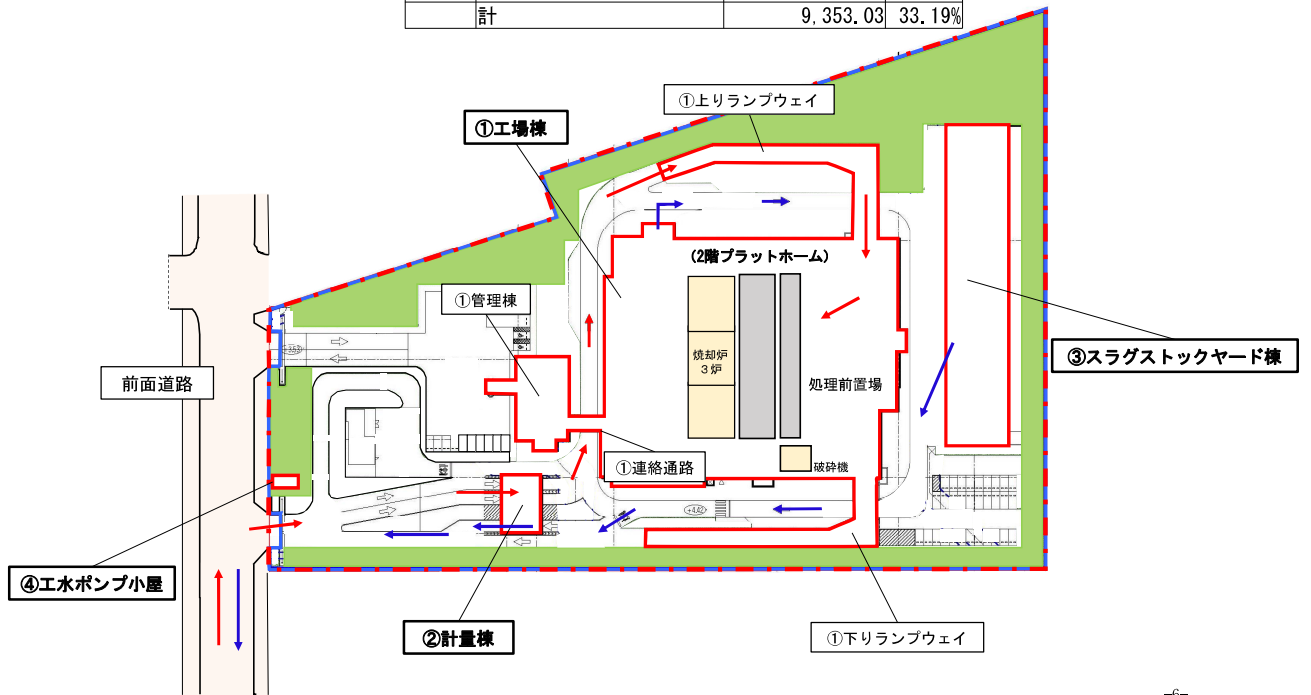 計 9,353.03 33.19%
①上りランプウェイ
①工場棟
(2階プラットホーム)
①管理棟
焼却炉
3炉
③スラグストックヤード棟
前面道路
処理前置場
①連絡通路
破砕機
+4.42
④工水ポンプ小屋
②計量棟
①下りランプウェイ
-6-